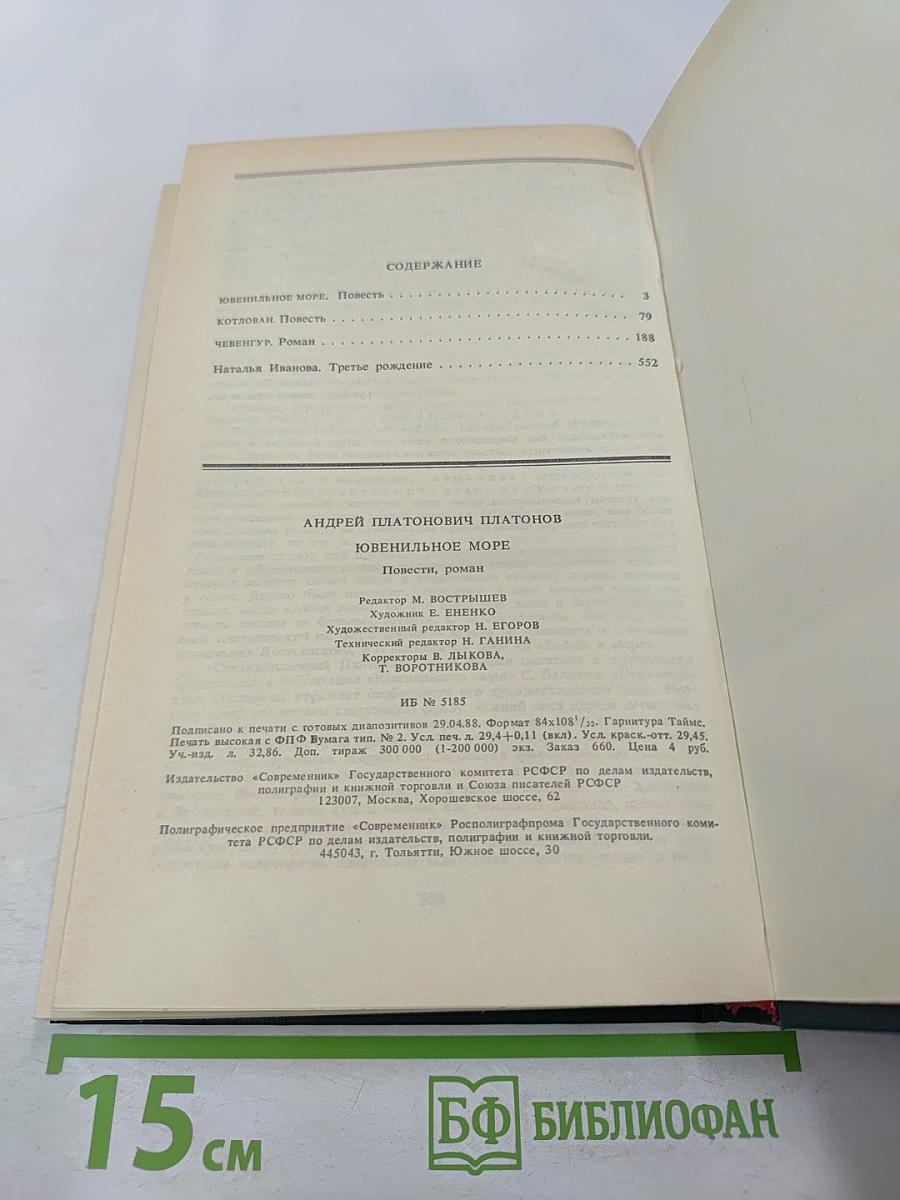 СОДЕРЖАНИЕ
ЮВЕНИЛЬНОЕ МОРЕ. Повесть . . . . . . . . . . . . . . . . . . . . . . . . 3
КОТЛОВАН. Повесть . . . . . . . . . . . . . . . . . . . . . . . . . . . . . 79
ЧЕВЕНГУР. Роман . . . . . . . . . . . . . . . . . . . . . . . . . . . . . . 188
Наталья Иванова. Третье рождение . . . . . . . . . . . . . . . . . . 552
АНДРЕЙ ПЛАТОНОВИЧ ПЛАТОНОВ
ЮВЕНИЛЬНОЕ МОРЕ
Повести, роман
Редактор М. ВОСТРЫШЕВ
Художник Е. ЕНЕНКО
Художественный редактор Н. ЕГОРОВ
Технический редактор Н. ГАНИНА
Корректоры В. ЛЫКОВА,
Т. ВОРОТНИКОВА
ИБ № 5185
Подписано к печати с готовых диапозитивов 29.04.88. Формат 84х108¹/₃₂. Гарнитура Таймс.
Печать высокая с ФПФ Бумага тип. № 2. Усл. печ. л. 29,4+0,11 (вкл). Усл. краск.-отт. 29,45.
Уч.-изд. л. 32,86. Доп. тираж 300 000 (1-200 000) экз. Заказ 660. Цена 4 руб.
Издательство «Современник» Государственного комитета РСФСР по делам издательств,
полиграфии и книжной торговли и Союза писателей РСФСР
123007, Москва, Хорошевское шоссе, 62
Полиграфическое предприятие «Современник» Росполиграфпрома Государственного коми-
тета РСФСР по делам издательств, полиграфии и книжной торговли.
445043, г. Тольятти, Южное шоссе, 30
15 см
БФ БИБЛИОФАН